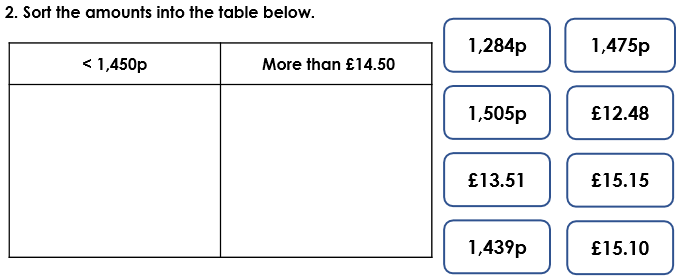 2. Sort the amounts into the table below.
< 1,450p
More than £14.50
1,284p
1,475p
1,505p
£12.48
£13.51
£15.15
1,439p
£15.10